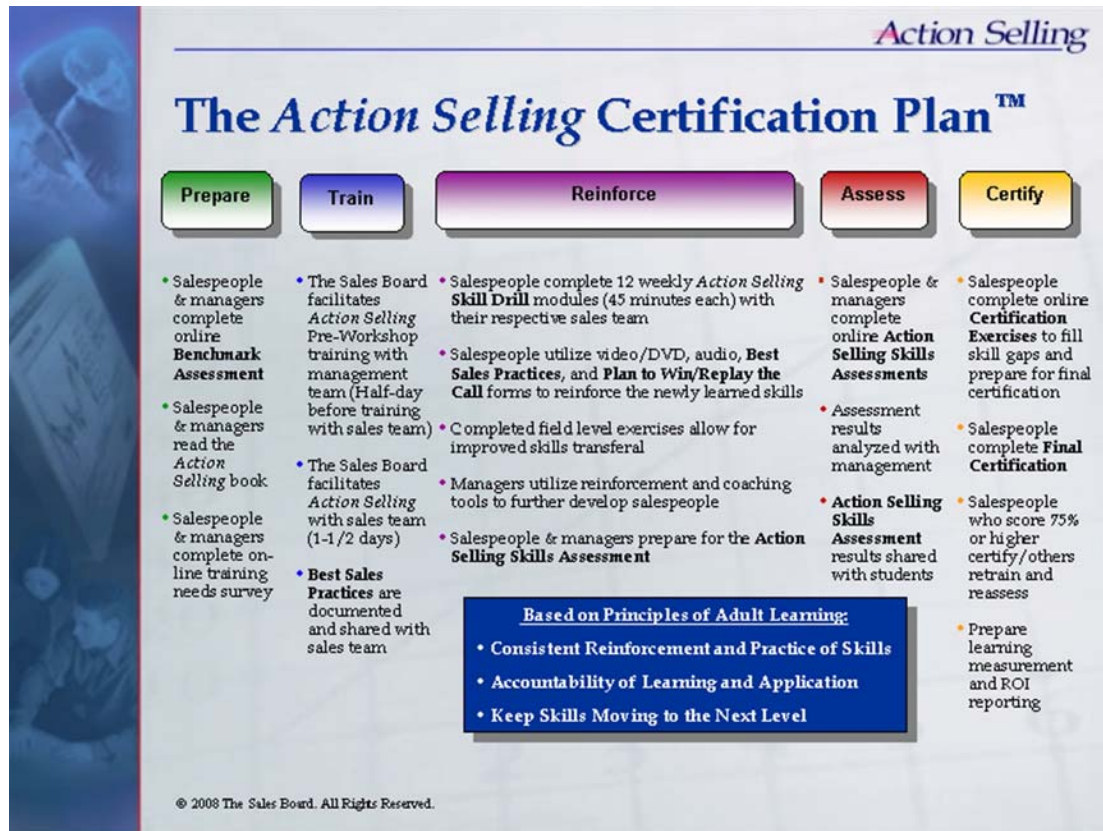 Action Selling
The Action Selling Certification Plan™
Prepare
Train
Reinforce
Assess
Certify
• Salespeople
& managers
complete
online
Benchmark
Assessment
• Salespeople
& managers
read the
Action
Selling book
• Salespeople
& managers
complete on-
line training
needs survey
• The Sales Board
facilitates
Action Selling
Pre-Workshop
training with
management
team (Half-day
before training
with sales team)
• The Sales Board
facilitates
Action Selling
with sales team
(1-1/2 days)
• Best Sales
Practices are
documented
and shared with
sales team
• Salespeople complete 12 weekly Action Selling
Skill Drill modules (45 minutes each) with
their respective sales team
• Salespeople utilize video/DVD, audio, Best
Sales Practices, and Plan to Win/Replay the
Call forms to reinforce the newly learned skills
• Completed field level exercises allow for
improved skills transferal
• Managers utilize reinforcement and coaching
tools to further develop salespeople
• Salespeople & managers prepare for the Action
Selling Skills Assessment
• Salespeople &
managers
complete
online Action
Selling Skills
Assessments
• Assessment
results
analyzed with
management
• Action Selling
Skills
Assessment
results shared
with students
• Salespeople
complete online
Certification
Exercises to fill
skill gaps and
prepare for final
certification
• Salespeople
complete Final
Certification
• Salespeople
who score 75%
or higher
certify/others
retrain and
reassess
• Prepare
learning
measurement
and ROI
reporting
Based on Principles of Adult Learning:
• Consistent Reinforcement and Practice of Skills
• Accountability of Learning and Application
• Keep Skills Moving to the Next Level
© 2008 The Sales Board. All Rights Reserved.